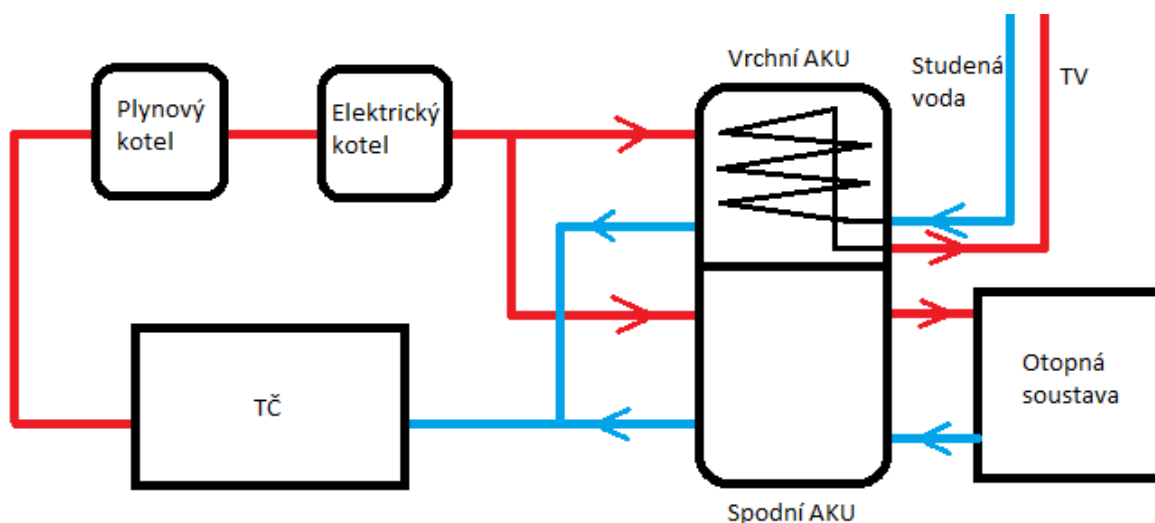 Plynový
kotel
Elektrický
kotel
Vrchní AKU
Studená
voda
TV
TČ
Otopná
soustava
Spodní AKU